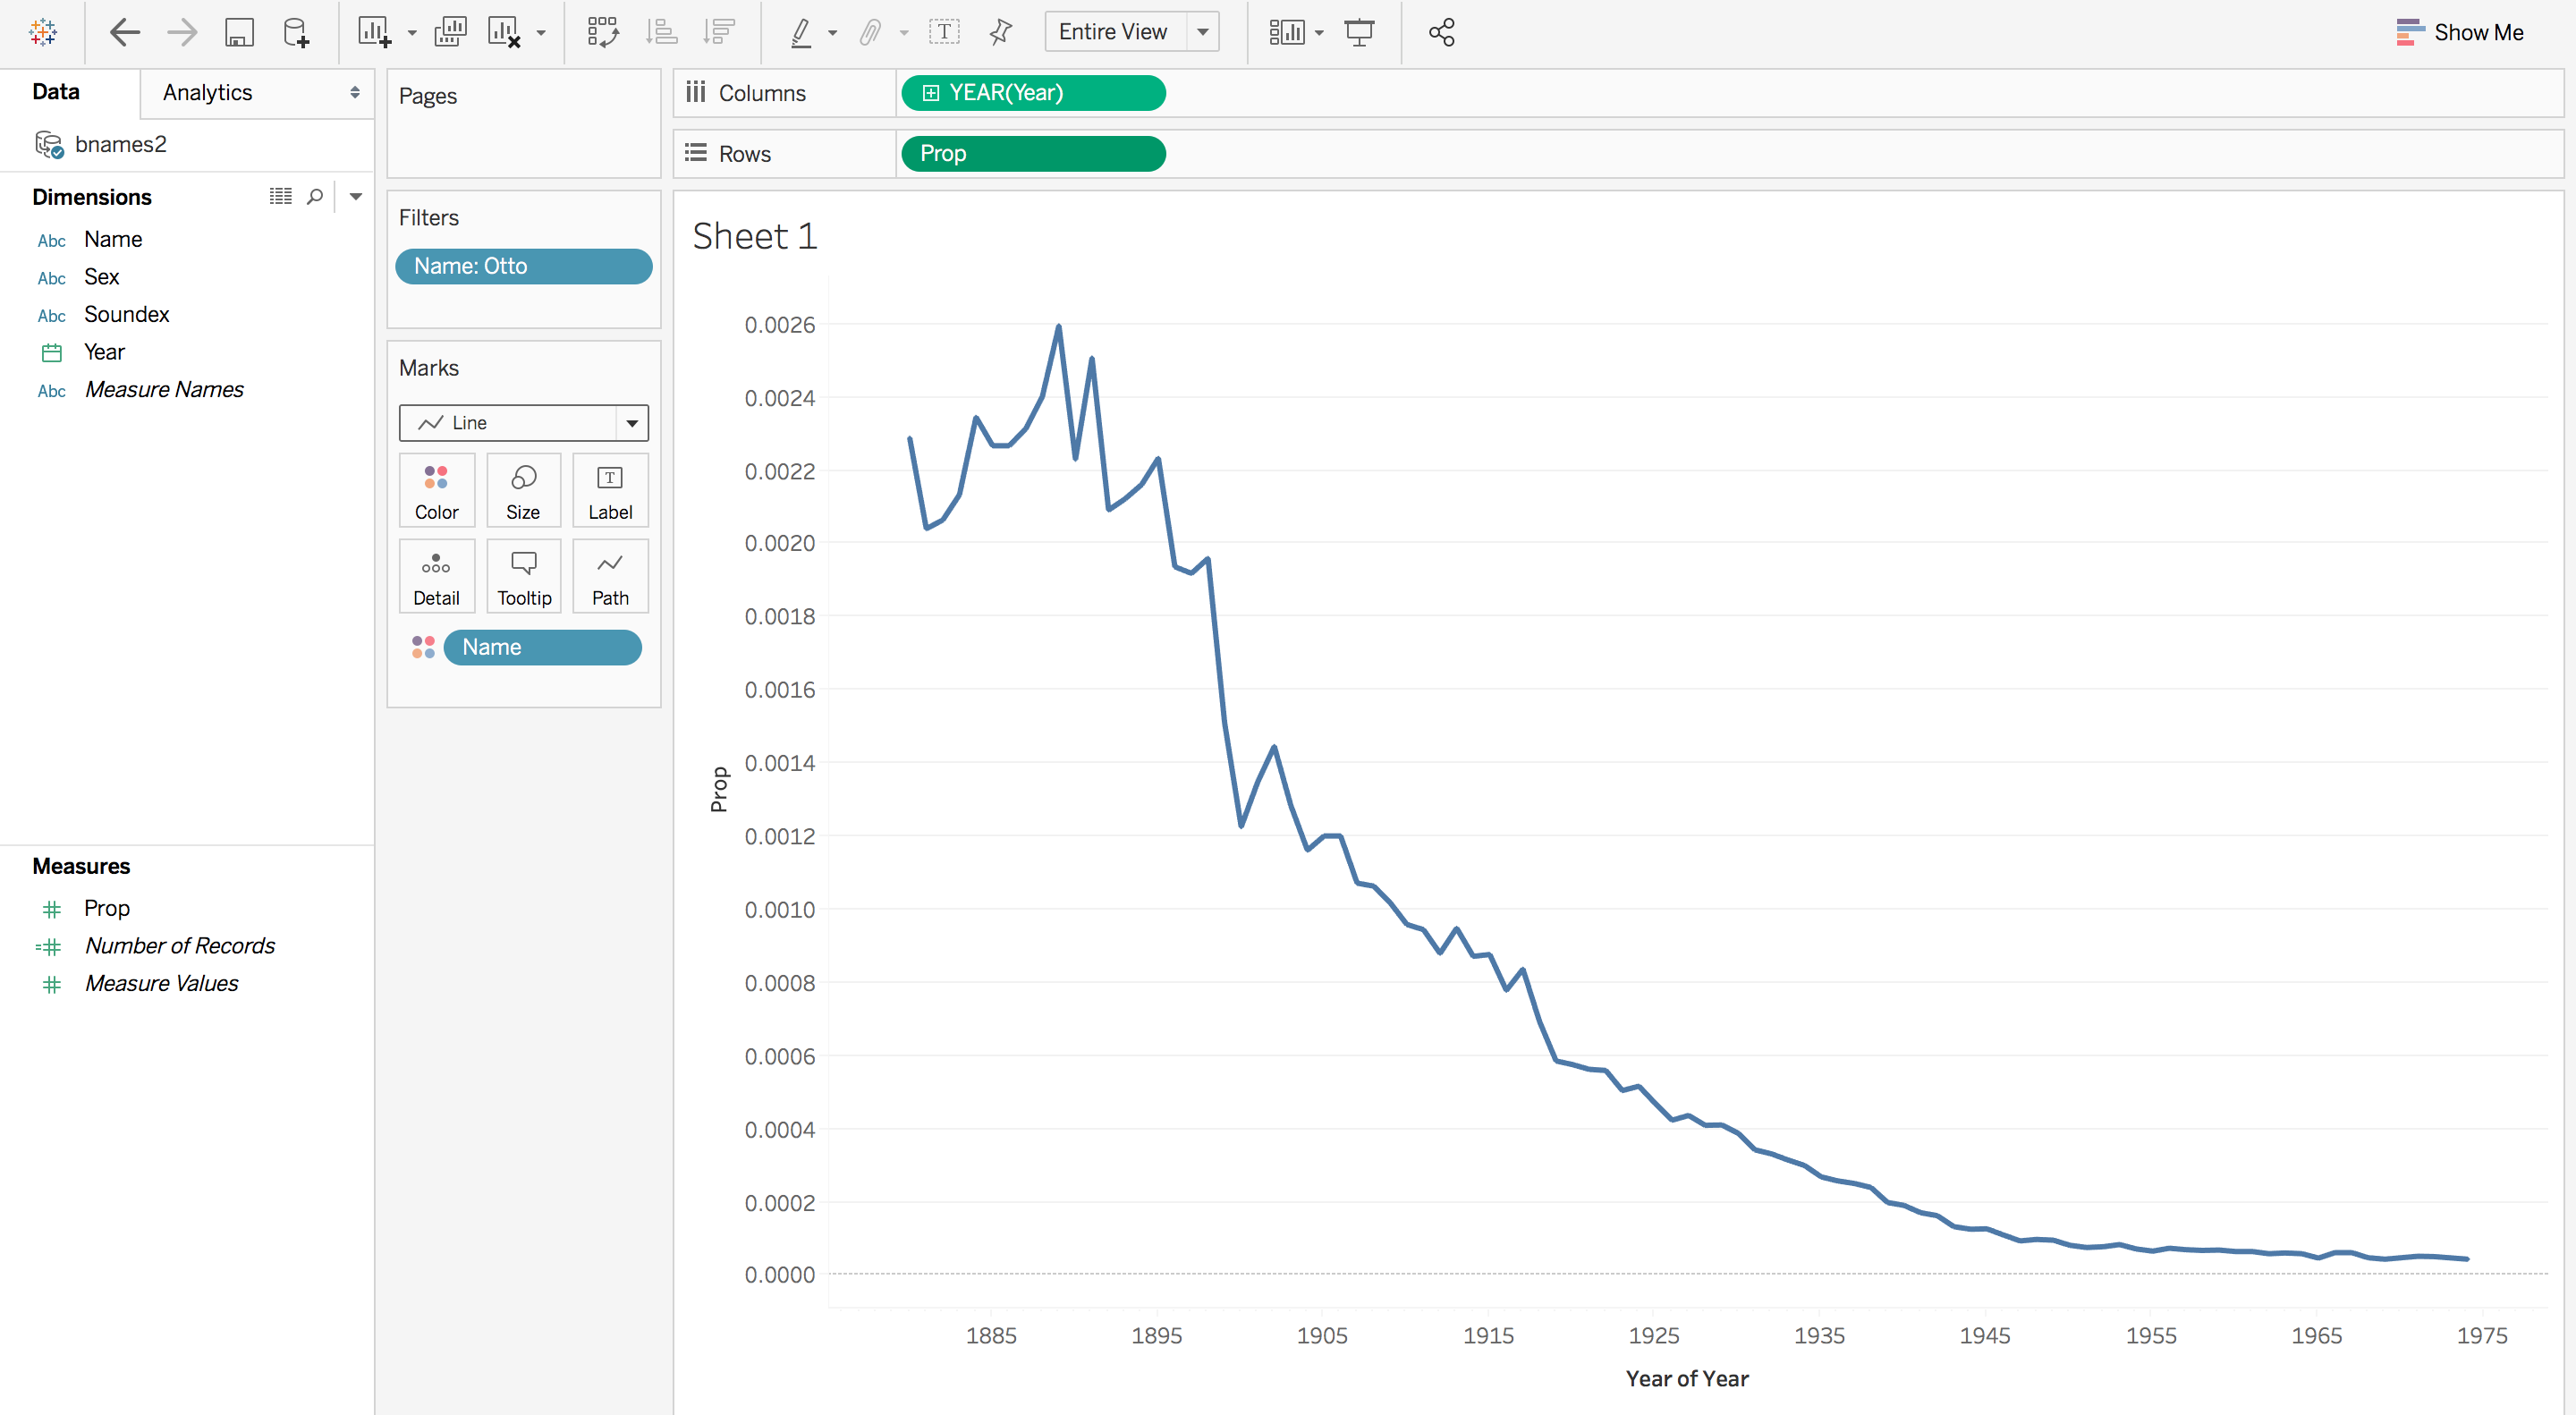 Entire View
Show Me
Data
Analytics
bnames2
Dimensions
Abc Name
Abc Sex
Abc Soundex
Year
Abc Measure Names
Measures
Prop
Number of Records
Measure Values
Pages
Filters
Name: Otto
Marks
Line
Color Size Label
T
Detail Tooltip Path
Name
Columns YEAR(Year)
Rows Prop
Sheet 1
0.0026
0.0024
0.0022
0.0020
0.0018
0.0016
0.0014
0.0012
0.0010
0.0008
0.0006
0.0004
0.0002
0.0000
Prop
1885 1895 1905 1915 1925 1935 1945 1955 1965 1975
Year of Year